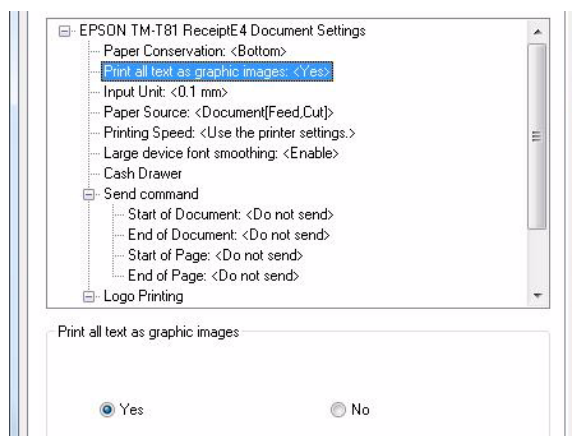 EPSON TM-T81 ReceiptE4 Document Settings
Paper Conservation: <Bottom>
Print all text as graphic images: <Yes>
Input Unit: <0.1 mm>
Paper Source: <Document[Feed,Cut]>
Printing Speed: <Use the printer settings.>
Large device font smoothing: <Enable>
Cash Drawer
Send command
Start of Document: <Do not send>
End of Document: <Do not send>
Start of Page: <Do not send>
End of Page: <Do not send>
Logo Printing
Print all text as graphic images
Yes No